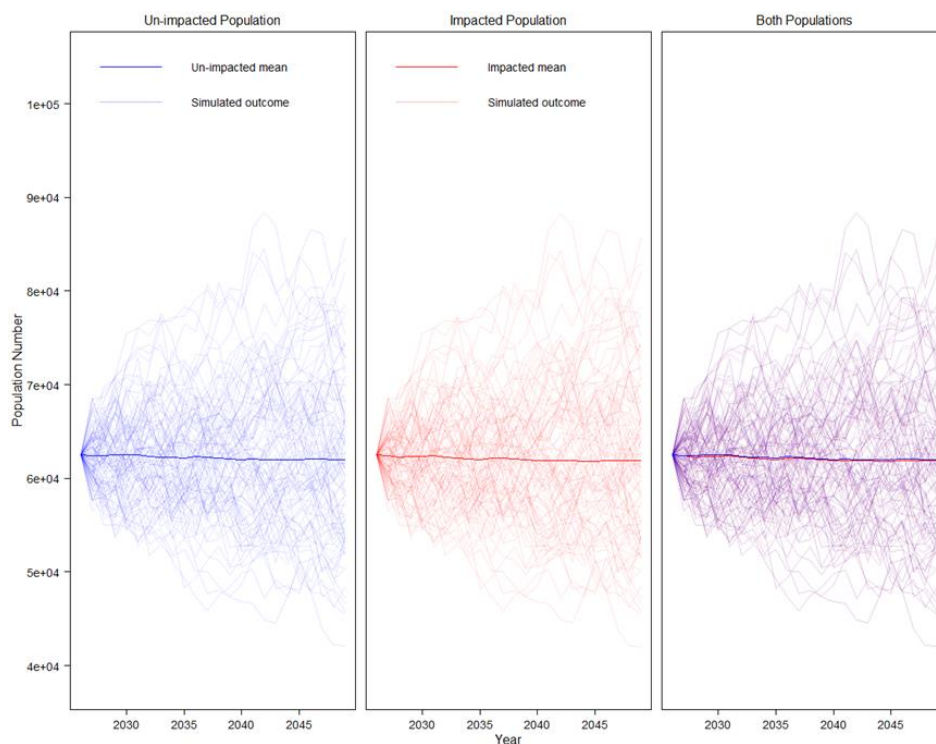 Un-impacted Population
Impacted Population
Both Populations
Un-impacted mean
Simulated outcome
Impacted mean
Simulated outcome
Population Number
1e+05
9e+04
8e+04
7e+04
6e+04
5e+04
4e+04
2030 2035 2040 2045
2030 2035 2040 2045
2030 2035 2040 2045
Year